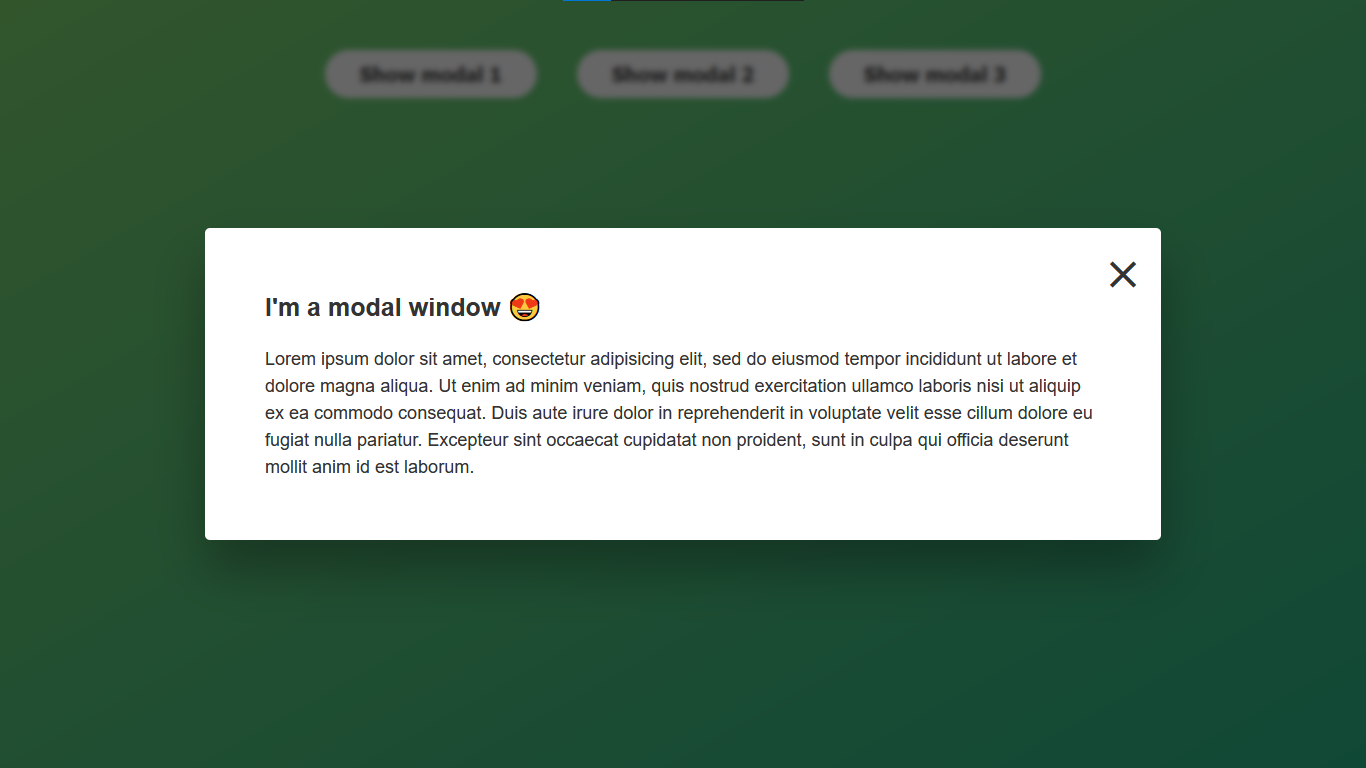 Show modal 1 Show modal 2 Show modal 3
I'm a modal window 😍
Lorem ipsum dolor sit amet, consectetur adipisicing elit, sed do eiusmod tempor incididunt ut labore et
dolore magna aliqua. Ut enim ad minim veniam, quis nostrud exercitation ullamco laboris nisi ut aliquip
ex ea commodo consequat. Duis aute irure dolor in reprehenderit in voluptate velit esse cillum dolore eu
fugiat nulla pariatur. Excepteur sint occaecat cupidatat non proident, sunt in culpa qui officia deserunt
mollit anim id est laborum.